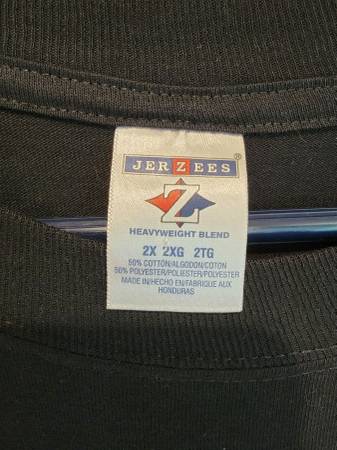 JERZEES®
Z
HEAVYWEIGHT BLEND
2X 2XG 2TG
50% COTTON/ALGODON/COTON
50% POLYESTER/POLIESTER/POLYESTER
MADE IN/HECHO EN/FABRIQUE AUX
HONDURAS